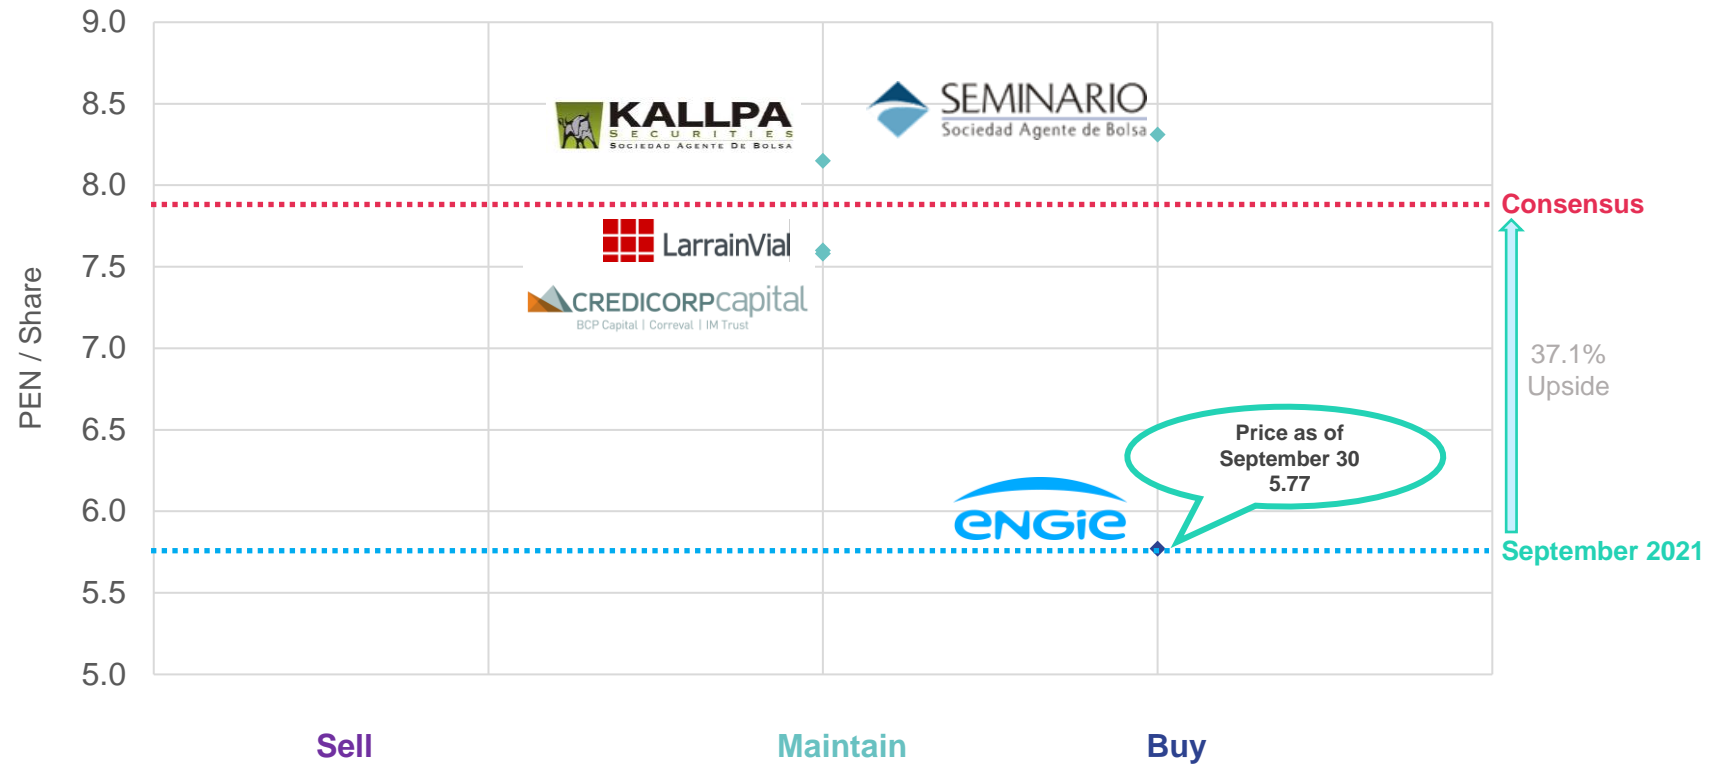 9.0
8.5
8.0
7.5
7.0
6.5
6.0
5.5
5.0
PEN / Share
KALLPA
SECURITIES
SOCIEDAD AGENTE DE BOLSA
SEMINARIO
Sociedad Agente de Bolsa
Consensus
LarrainVial
CREDICORPcapital
BCP Capital | Correval | IM Trust
37.1%
Upside
Price as of
September 30
5.77
ENGIE
September 2021
Sell
Maintain
Buy